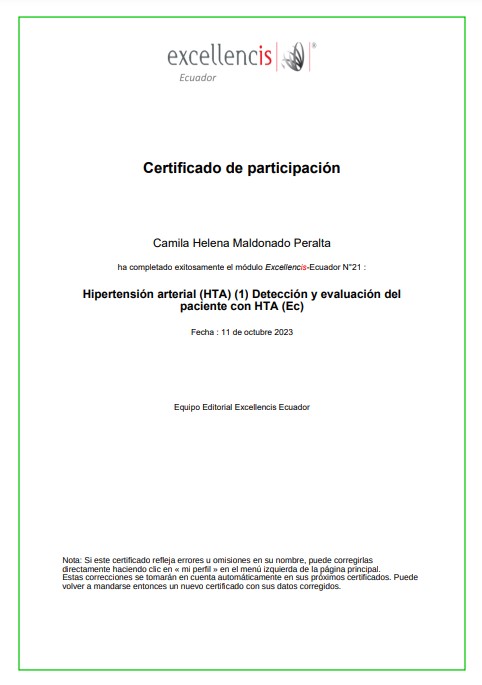 excellencis®
Ecuador
Certificado de participación
Camila Helena Maldonado Peralta
ha completado exitosamente el módulo Excellencis-Ecuador N°21 :
Hipertensión arterial (HTA) (1) Detección y evaluación del
paciente con HTA (Ec)
Fecha : 11 de octubre 2023
Equipo Editorial Excellencis Ecuador
Nota: Si este certificado refleja errores u omisiones en su nombre, puede corregirlas
directamente haciendo clic en « mi perfil » en el menú izquierda de la página principal.
Estas correcciones se tomarán en cuenta automáticamente en sus próximos certificados. Puede
volver a mandarse entonces un nuevo certificado con sus datos corregidos.